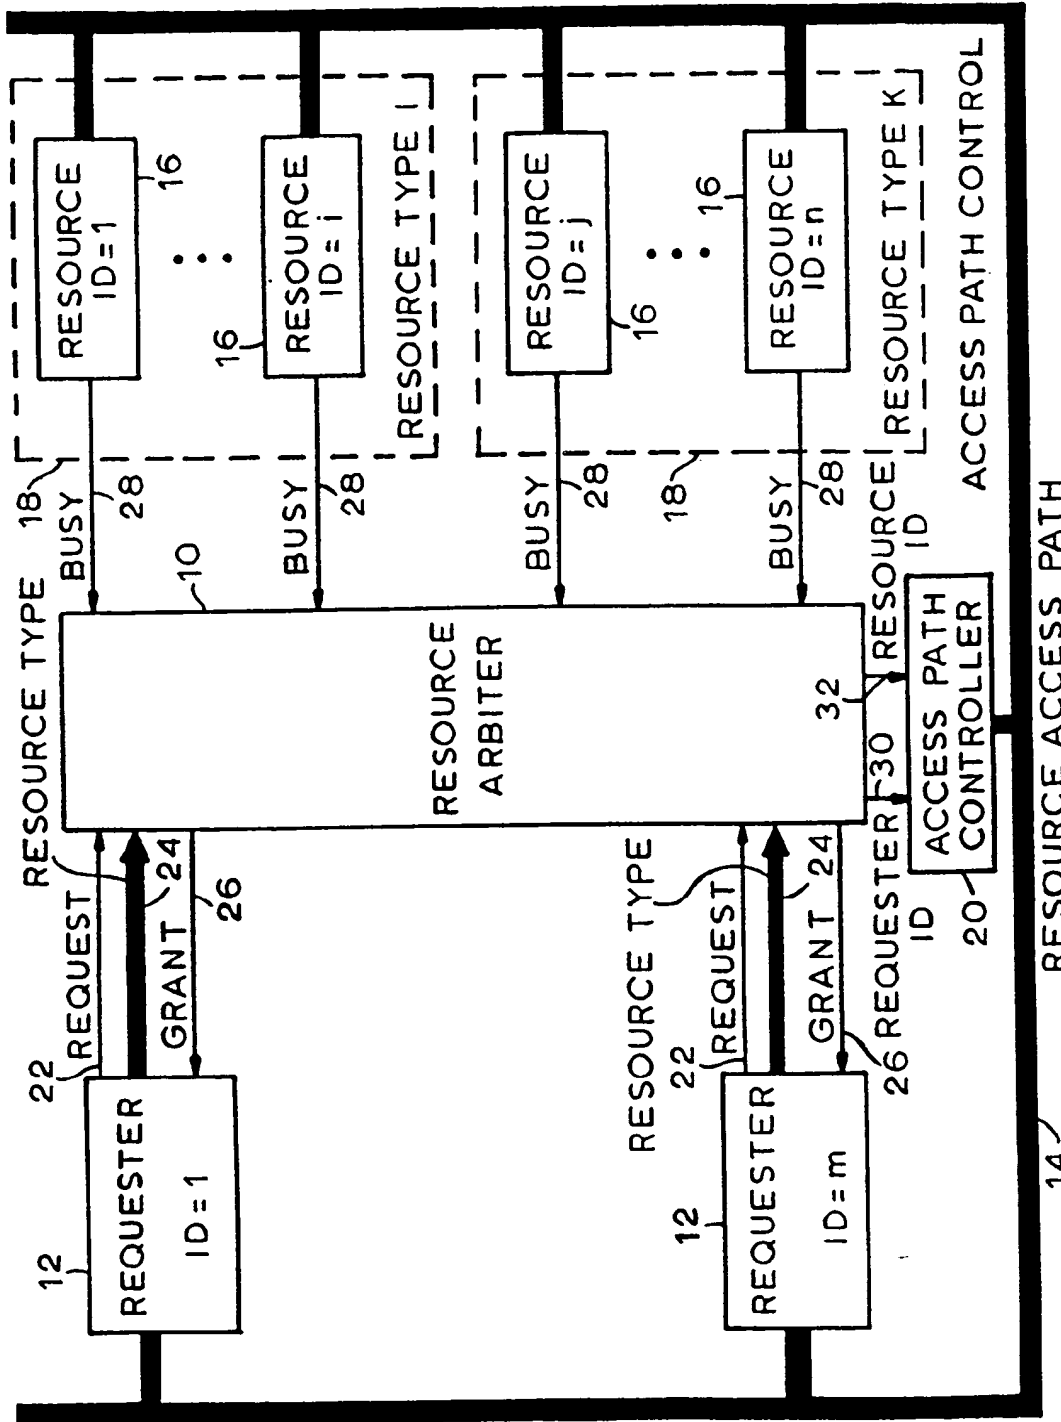 RESOURCE TYPE
18
REQUESTER
ID=1
12
22
REQUEST
24
GRANT
26
10
RESOURCE
ARBITER
BUSY
28
RESOURCE
ID=1
16
BUSY
28
16
RESOURCE
ID=i
RESOURCE TYPE 1
RESOURCE TYPE
REQUESTER
ID=m
12
22
REQUEST
24
GRANT
26
BUSY
28
RESOURCE
ID=j
16
18
BUSY
28
RESOURCE
ID=n
16
RESOURCE TYPE K
REQUESTER
ID
30
32
RESOURCE
ID
20
ACCESS PATH
CONTROLLER
ACCESS PATH CONTROL
14
RESOURCE ACCESS PATH